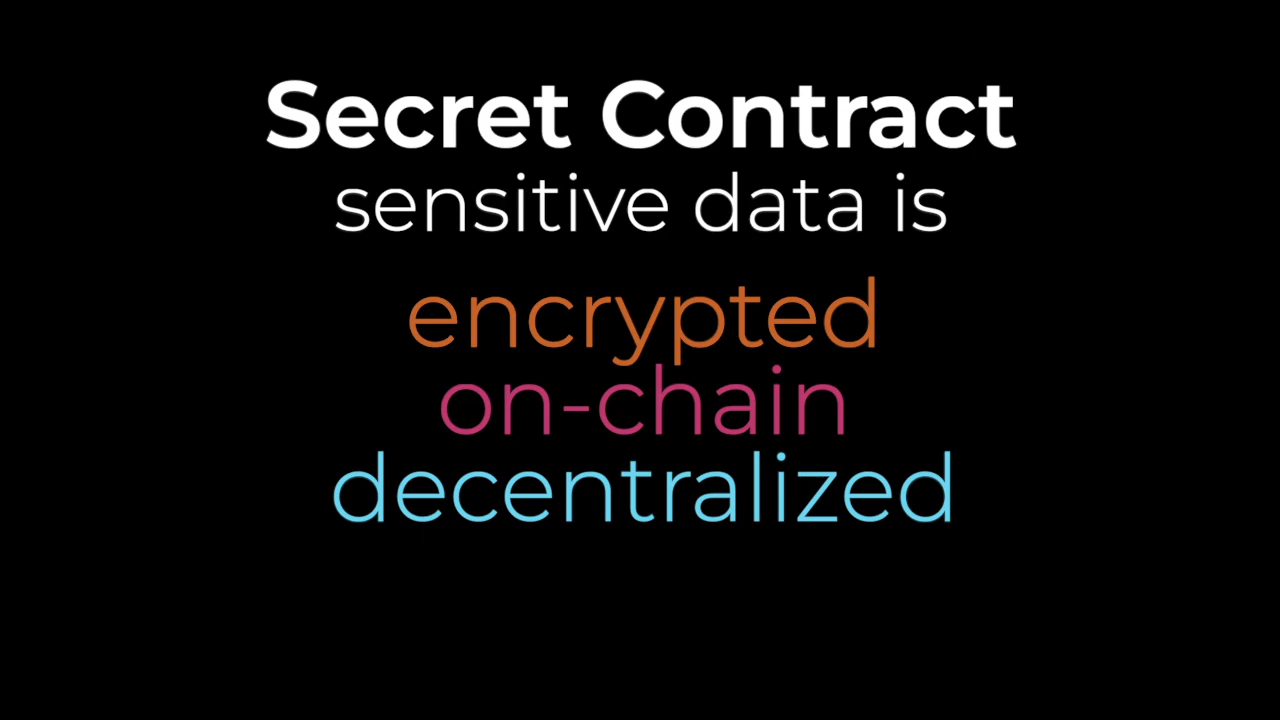 Secret Contract
sensitive data is
encrypted
on-chain
decentralized